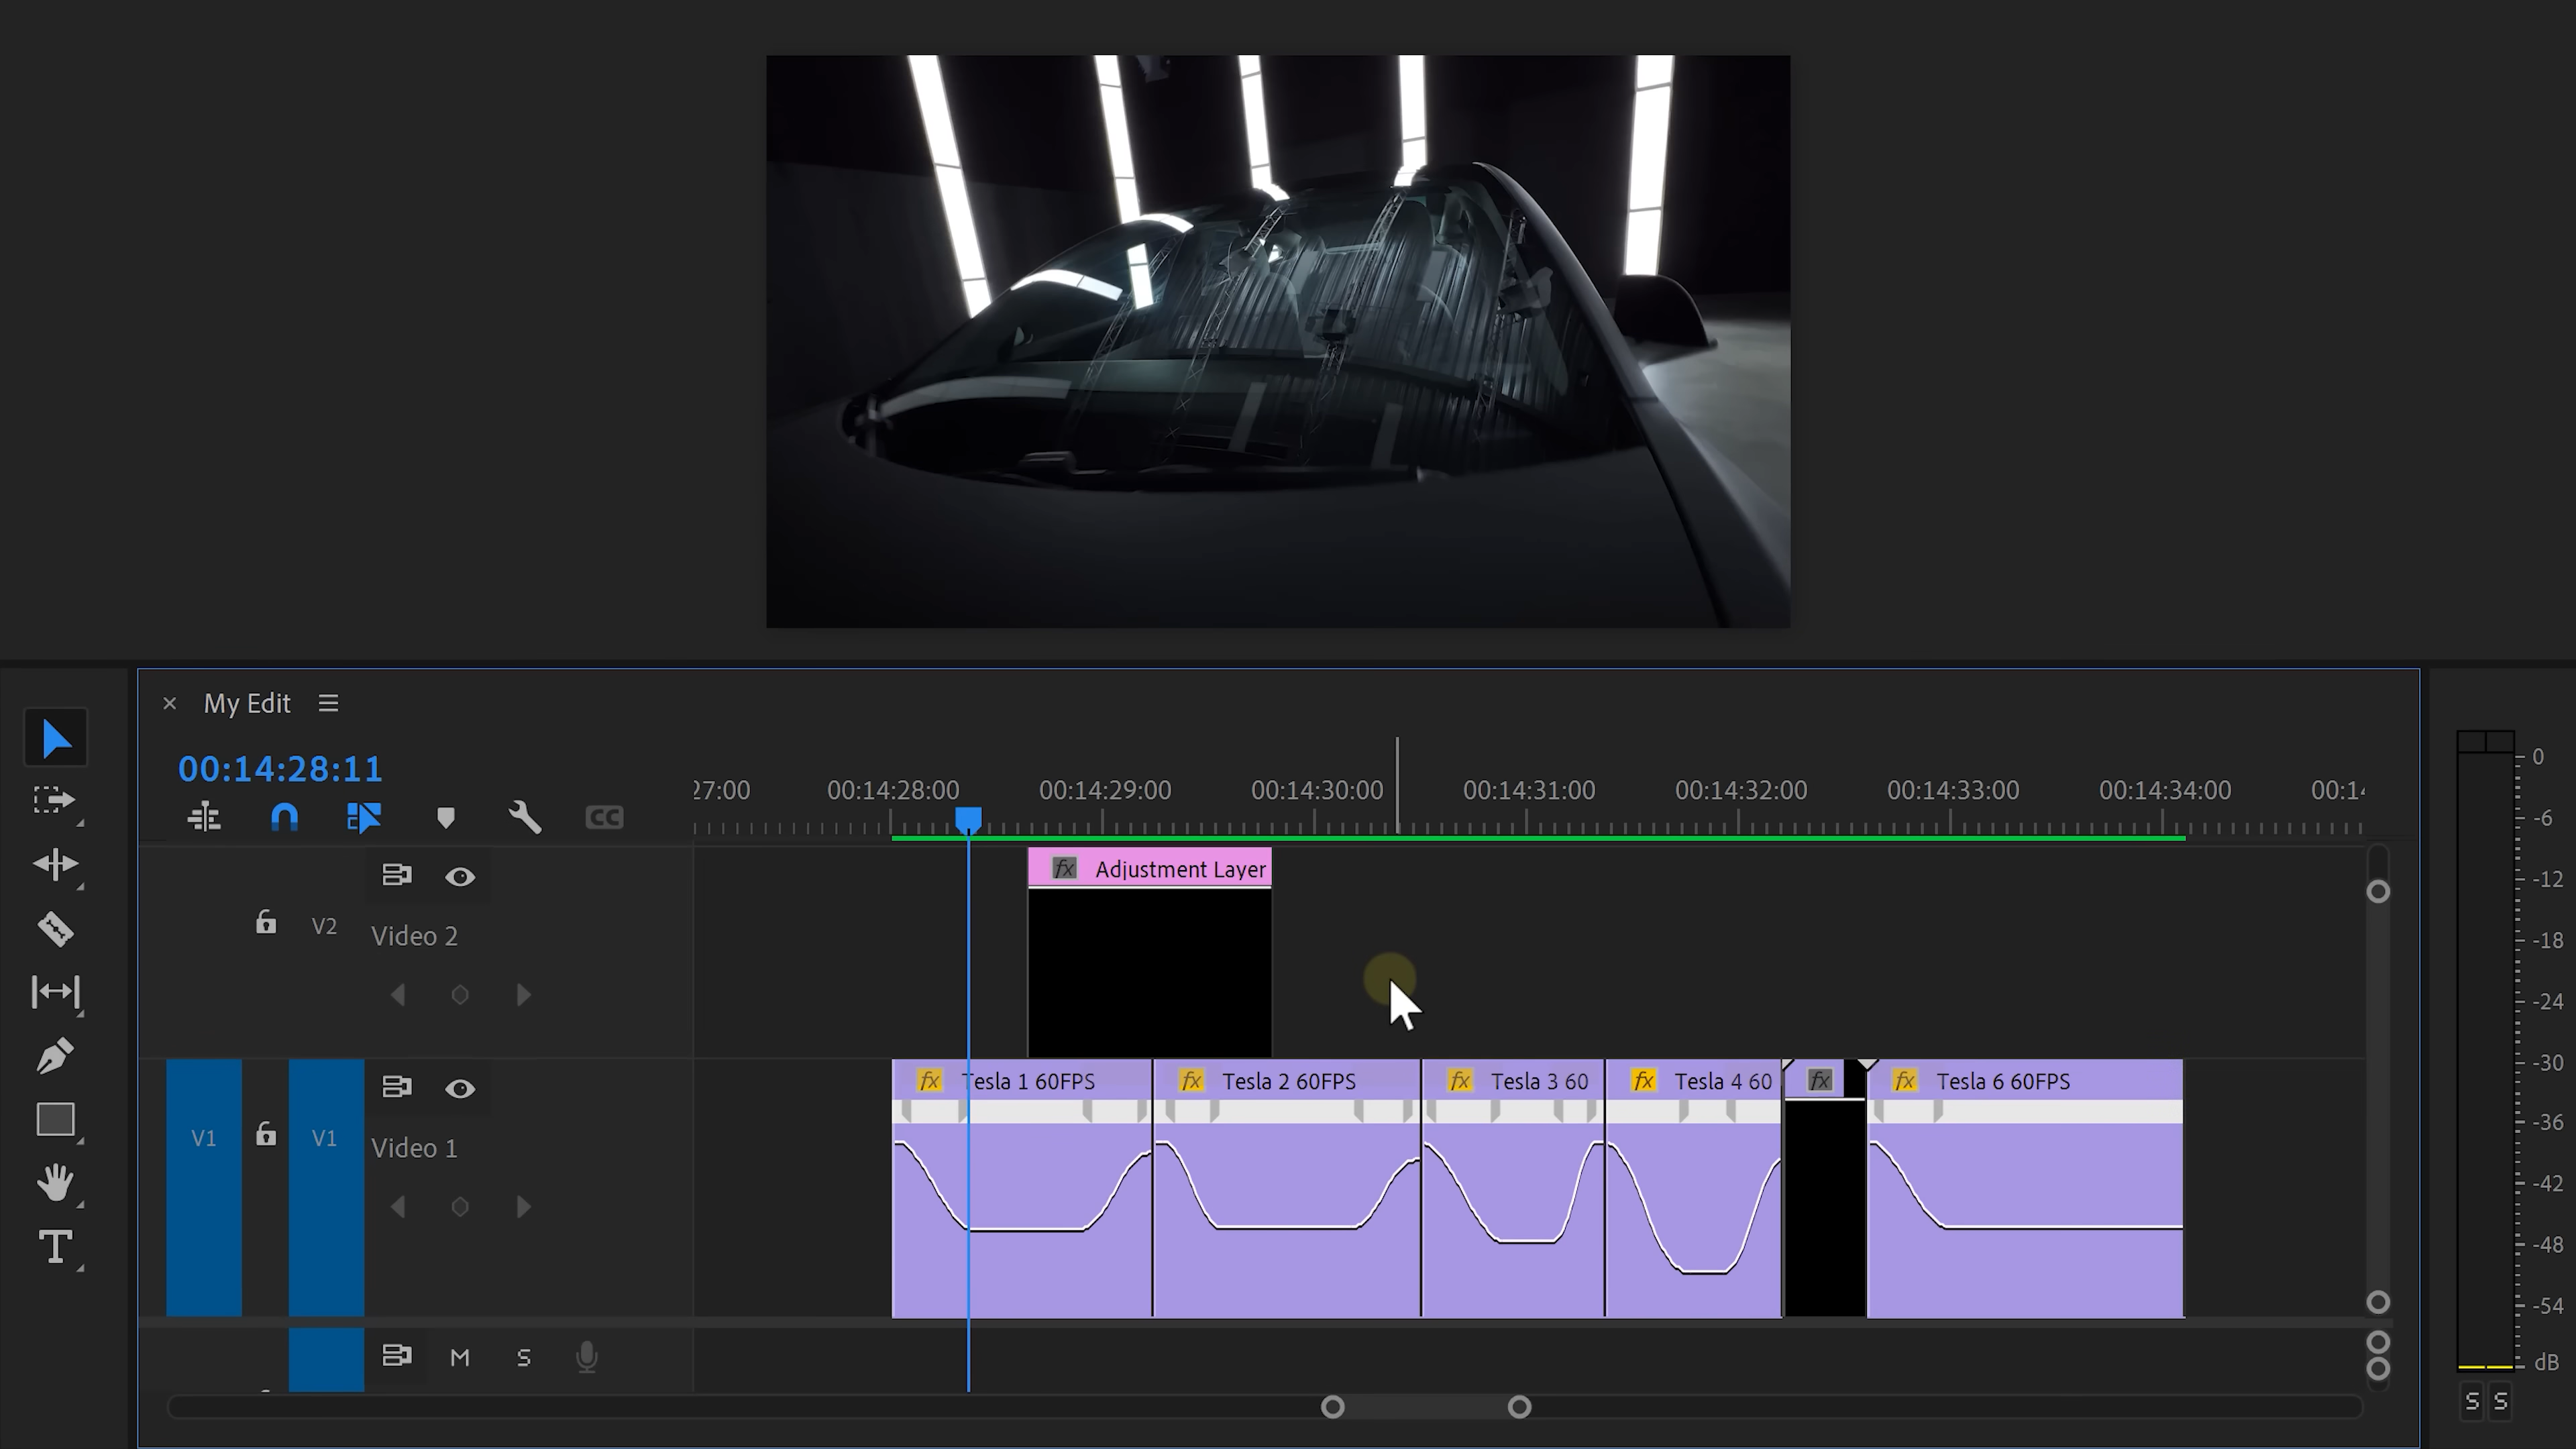 My Edit
00:14:28:11
27:00 00:14:28:00 00:14:29:00 00:14:30:00 00:14:31:00 00:14:32:00 00:14:33:00 00:14:34:00 00:14
CC
fx Adjustment Layer
V2 Video 2
fx Tesla 1 60FPS fx Tesla 2 60FPS fx Tesla 3 60 fx Tesla 4 60 fx fx Tesla 6 60FPS
V1 V1 Video 1
M S
0
-6
-12
-18
-24
-30
-36
-42
-48
-54
dB
S S